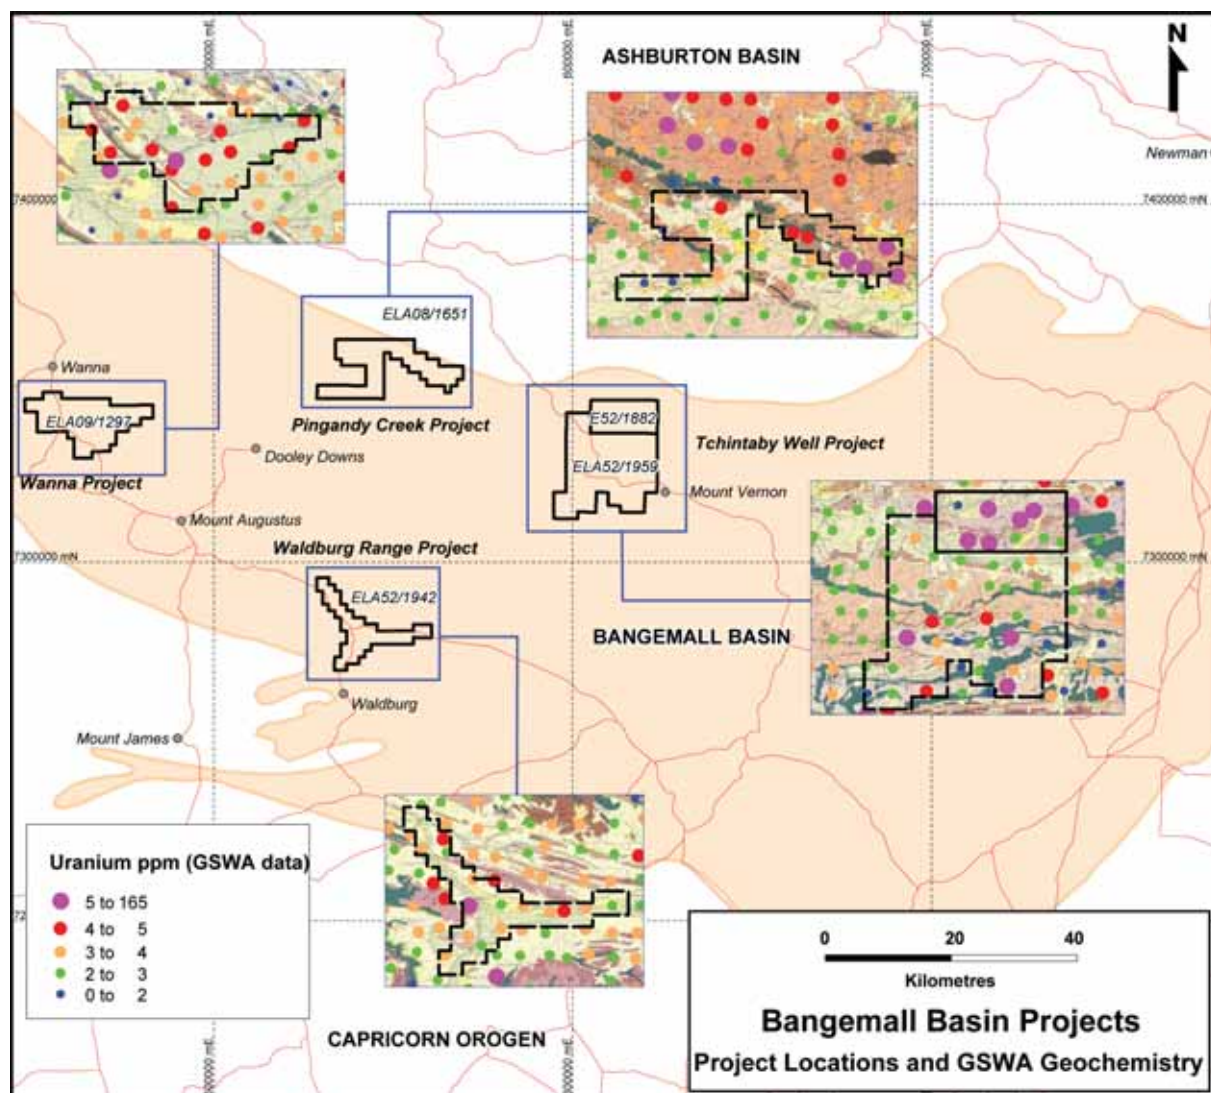 ASHBURTON BASIN
N
Newman
7400000 mN
7400000 mN
700000 mE
ELA08/1651
Wanna
Pingandy Creek Project
ELA09/1297
Dooley Downs
Wanna Project
E52/1882
Tchintaby Well Project
ELA52/1959
Mount Vernon
Mount Augustus
Waldburg Range Project
7300000 mN
7300000 mN
ELA52/1942
BANGEMALL BASIN
Waldburg
Mount James
Uranium ppm (GSWA data)
5 to 165
4 to 5
3 to 4
2 to 3
0 to 2
CAPRICORN OROGEN
0 20 40
Kilometres
Bangemall Basin Projects
Project Locations and GSWA Geochemistry